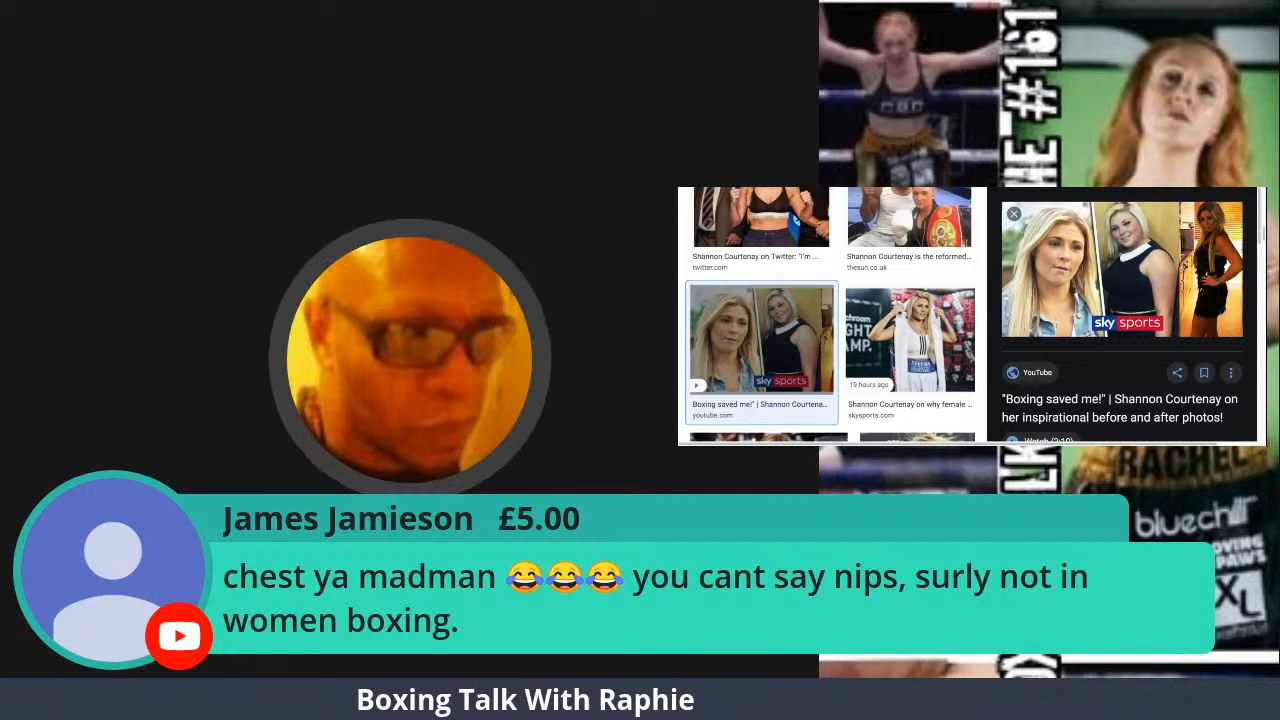 HE #161
Shannon Courtenay on Twitter: "I'm ...
twitter.com
Shannon Courtenay is the reformed...
thesun.co.uk
sky sports
"Boxing saved me!" | Shannon Courtena...
youtube.com
19 hours ago
Shannon Courtenay on why female ...
skysports.com
sky sports
YouTube
"Boxing saved me!" | Shannon Courtenay on
her inspirational before and after photos!
RACHEL
bluechill
XL
James Jamieson £5.00
chest ya madman 😂😂😂 you cant say nips, surly not in
women boxing.
Boxing Talk With Raphie